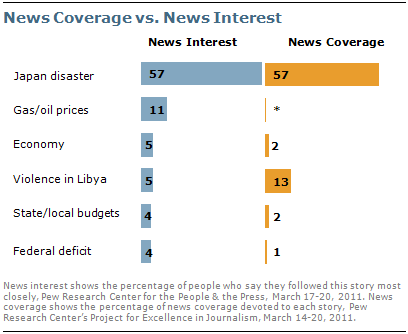 News Coverage vs. News Interest
News Interest News Coverage
Japan disaster 57 57
Gas/oil prices 11 *
Economy 5 2
Violence in Libya 5 13
State/local budgets 4 2
Federal deficit 4 1
News interest shows the percentage of people who say they followed this story most
closely, Pew Research Center for the People & the Press, March 17-20, 2011. News
coverage shows the percentage of news coverage devoted to each story, Pew
Research Center's Project for Excellence in Journalism, March 14-20, 2011.